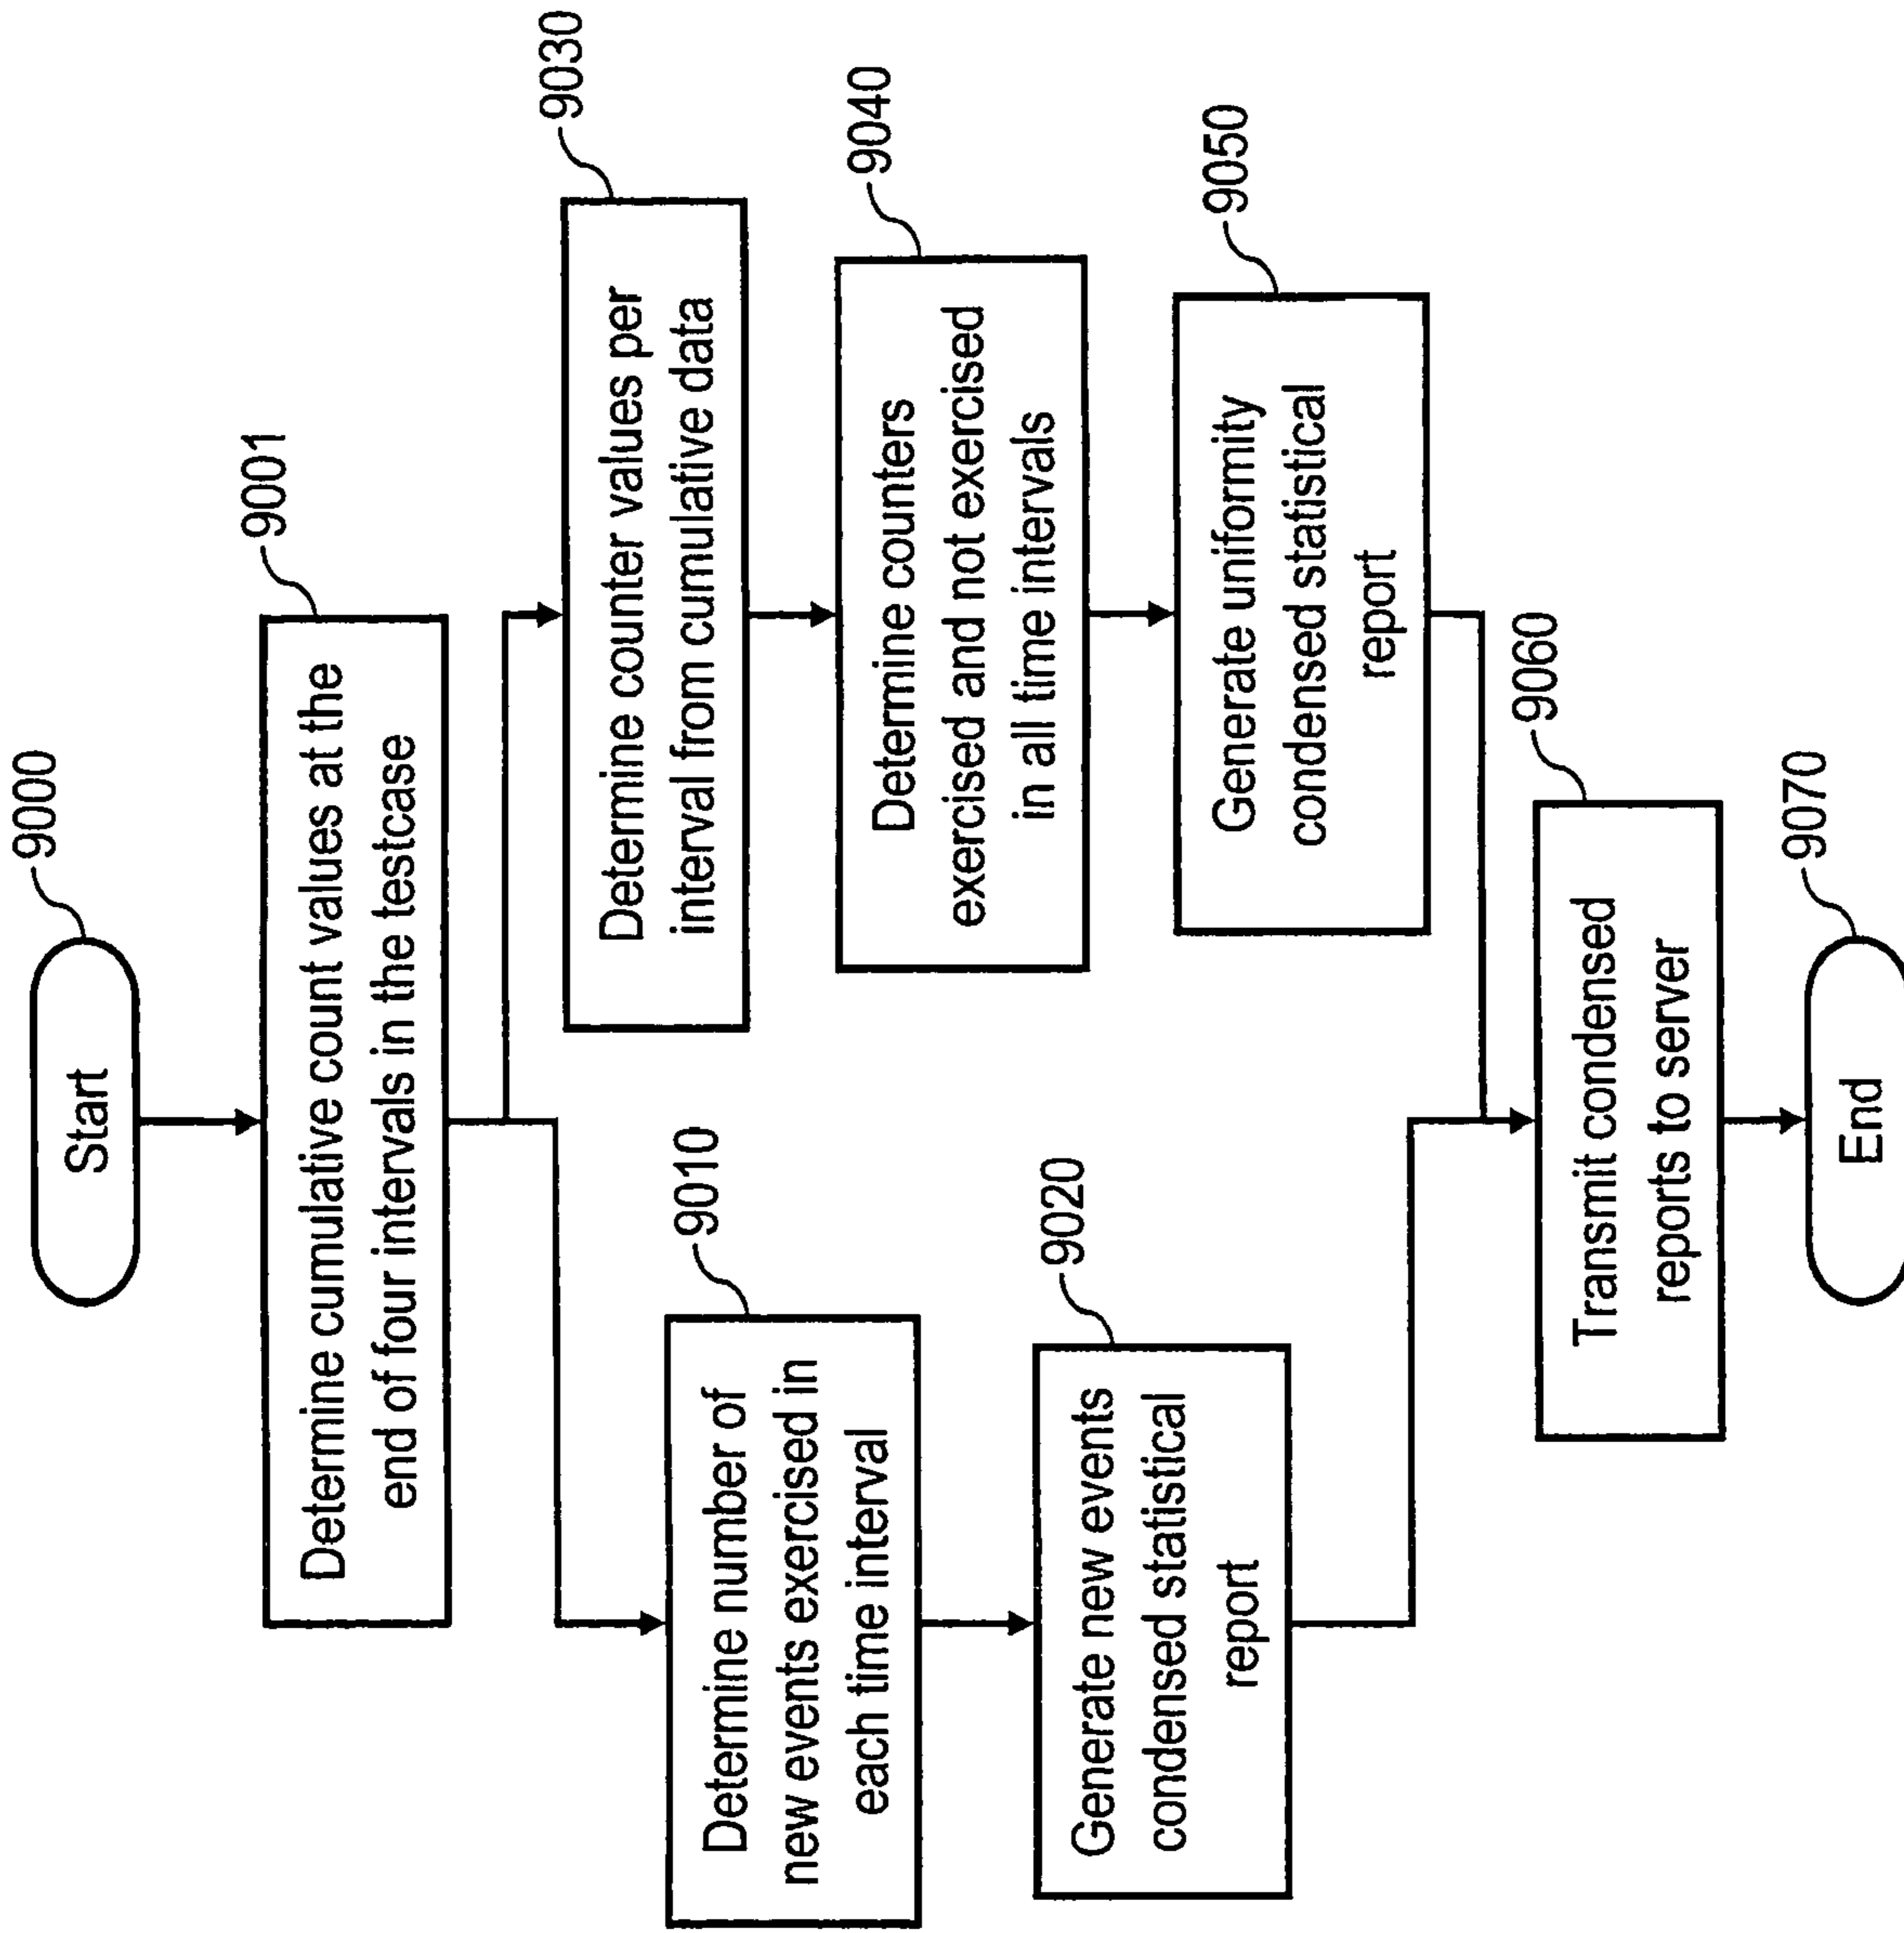 9000
Start
9001
Determine cumulative count values at the
end of four intervals in the testcase
9010
Determine number of
new events exercised in
each time interval
9020
Generate new events
condensed statistical
report
9030
Determine counter values per
interval from cumulative data
9040
Determine counters
exercised and not exercised
in all time intervals
9050
Generate uniformity
condensed statistical
report
9060
Transmit condensed
reports to server
9070
End